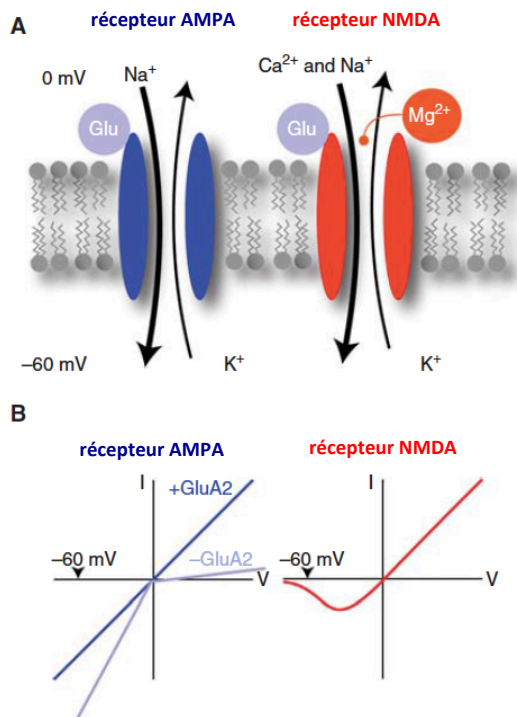 A
récepteur AMPA récepteur NMDA
0 mV Na⁺ Ca²⁺ and Na⁺
Glu Glu Mg²⁺
–60 mV K⁺ K⁺
B
récepteur AMPA récepteur NMDA
I +GluA2 I
–60 mV –GluA2 –60 mV
V V